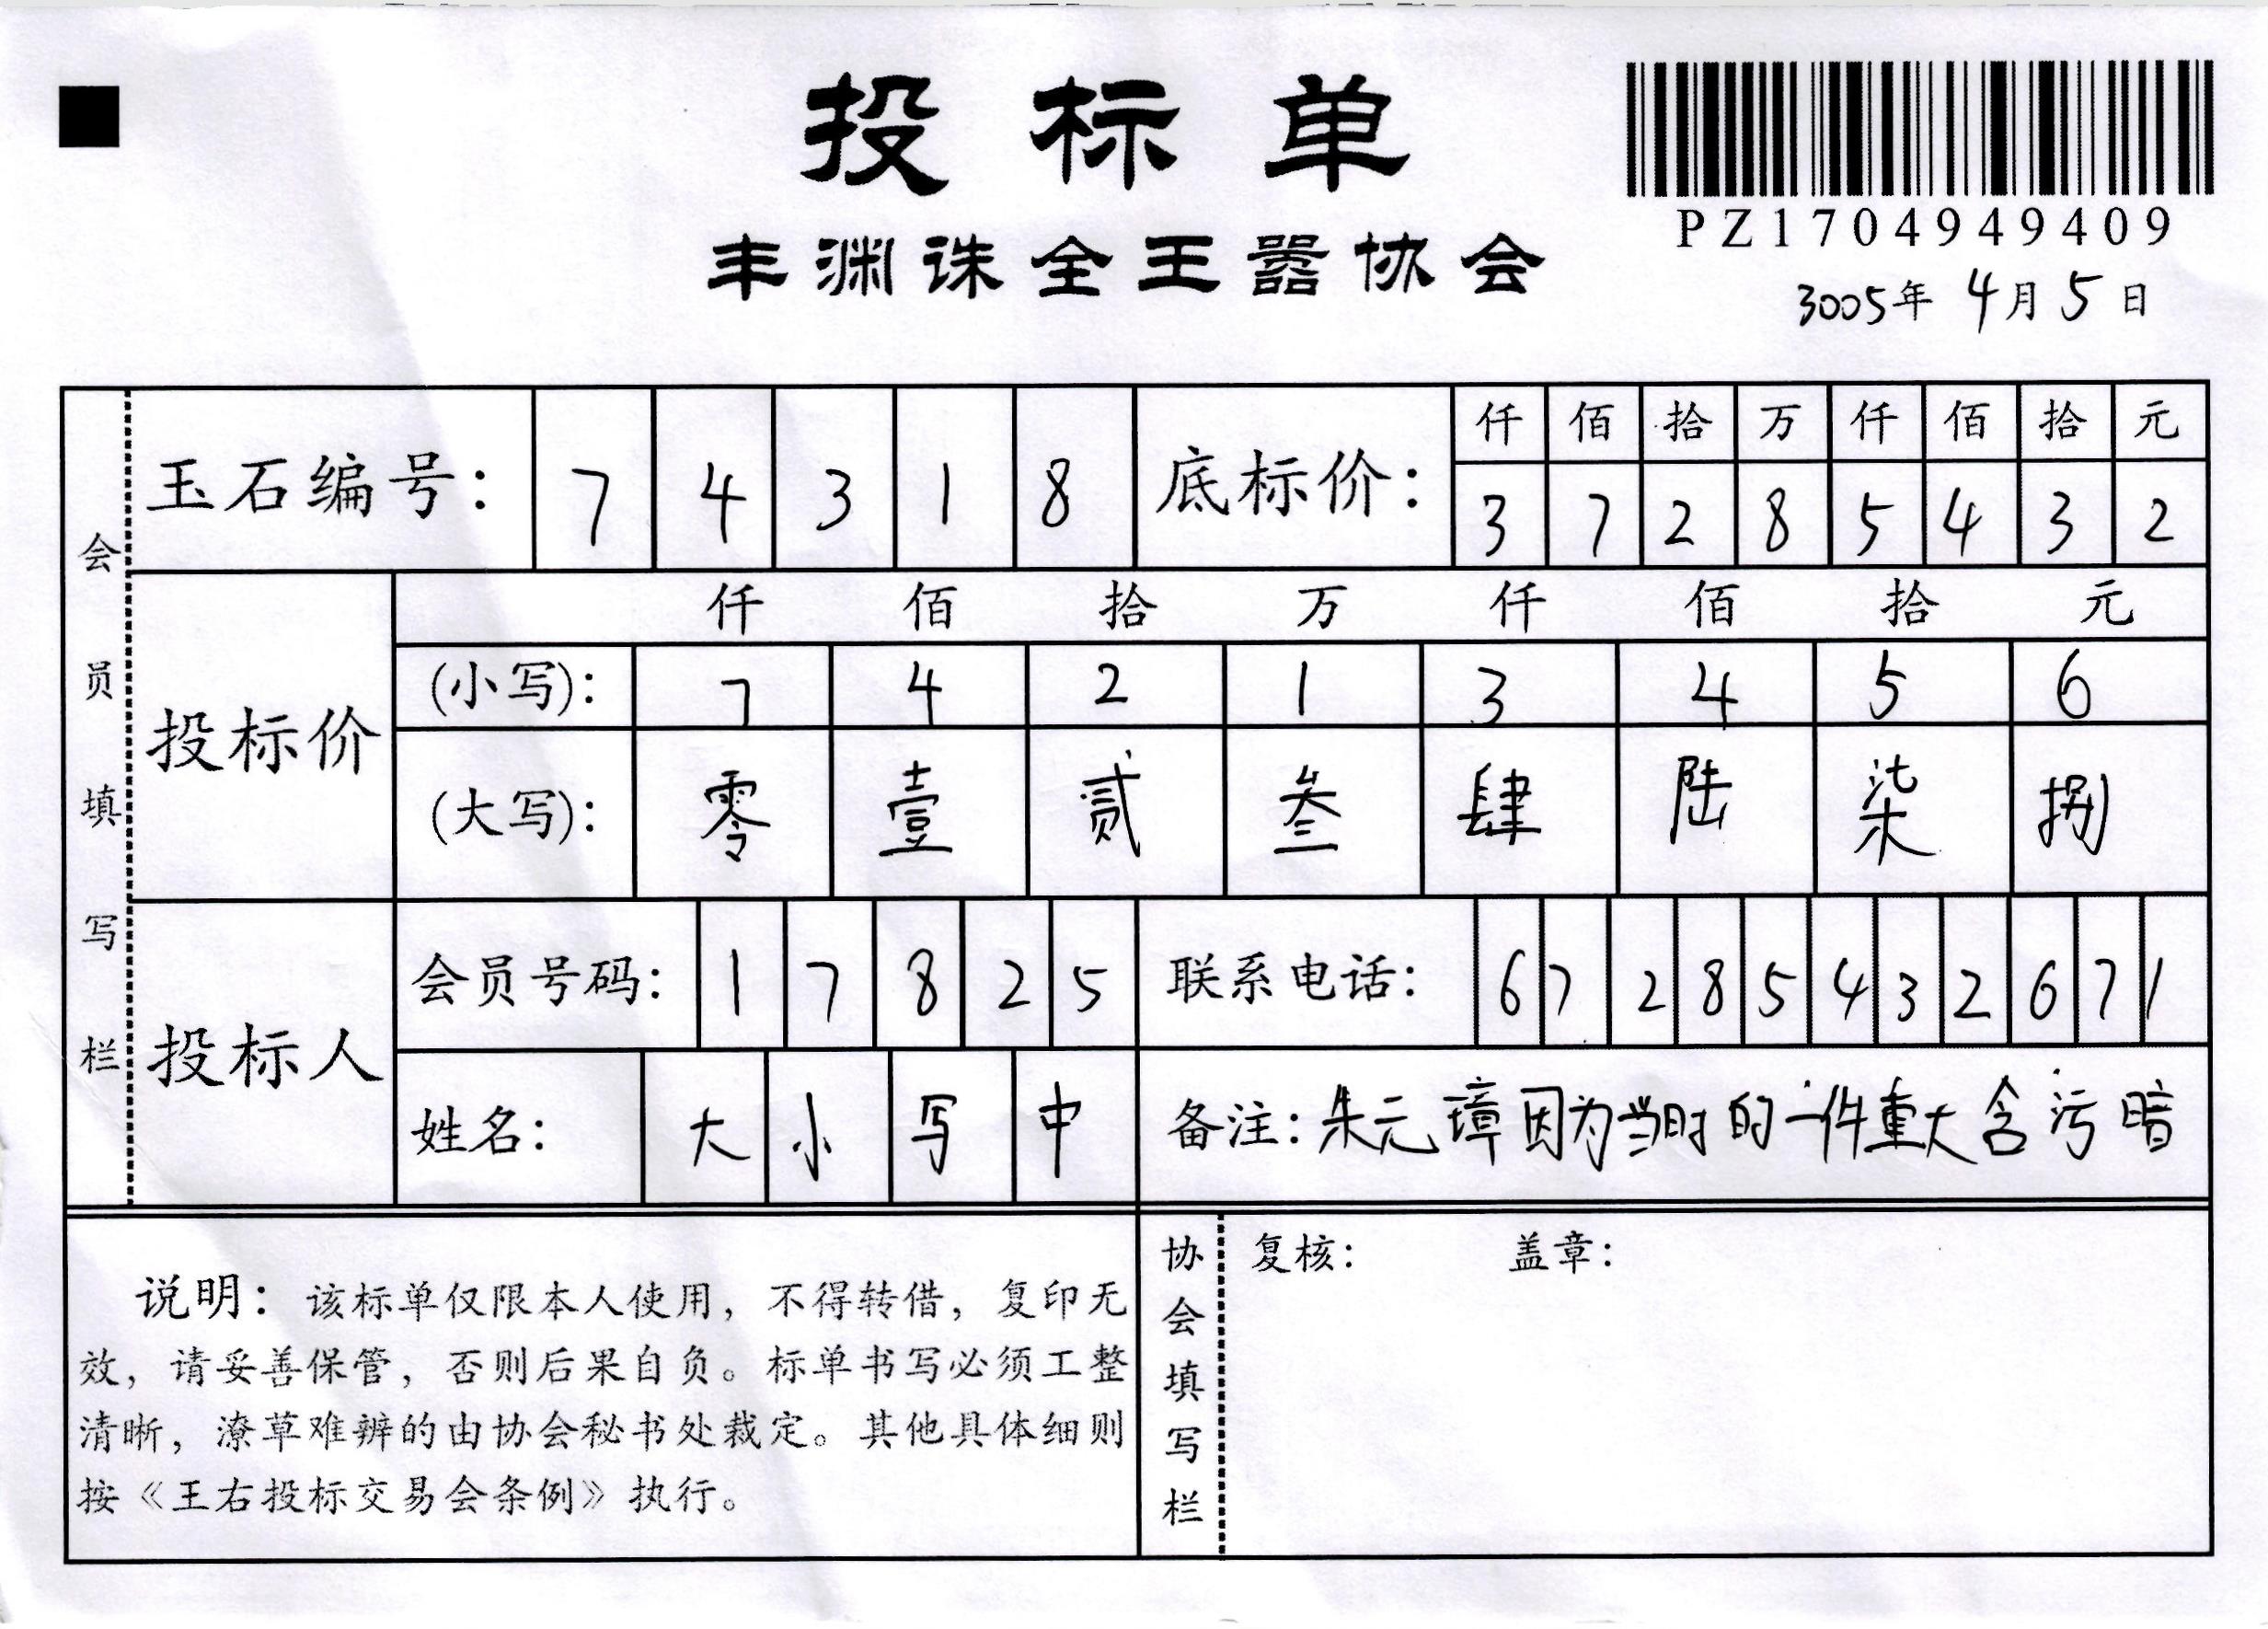 投标单
PZ1704949409
丰渊诛全王嚣协会
3005年 4月 5日
会员填写栏
玉石编号： 7 4 3 1 8
底标价：
仟 佰 拾 万 仟 佰 拾 元
3 7 2 8 5 4 3 2
投标价
仟 佰 拾 万 仟 佰 拾 元
(小写)： 7 4 2 1 3 4 5 6
(大写)： 零 壹 贰 叁 肆 陆 柒 捌
投标人
会员号码： 1 7 8 2 5
联系电话： 6 7 2 8 5 4 3 2 6 7 1
姓名： 大 小 写 中
备注：朱元璋因为当时的一件重大含污暗
说明：该标单仅限本人使用，不得转借，复印无
效，请妥善保管，否则后果自负。标单书写必须工整
清晰，潦草难辨的由协会秘书处裁定。其他具体细则
按《王右投标交易会条例》执行。
协会填写栏
复核： 盖章：